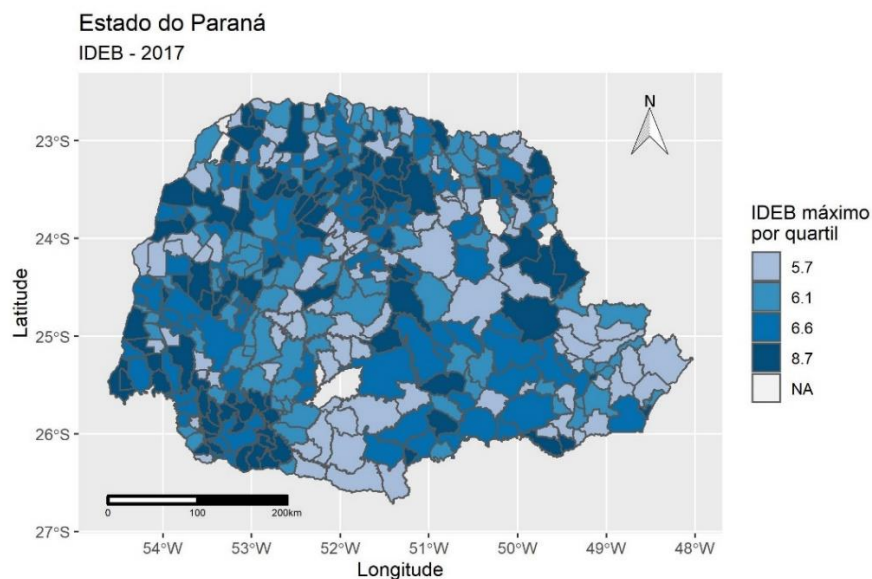 Estado do Paraná
IDEB - 2017
N
23°S
24°S
25°S
26°S
27°S
Latitude
0 100 200km
54°W 53°W 52°W 51°W 50°W 49°W 48°W
Longitude
IDEB máximo
por quartil
5.7
6.1
6.6
8.7
NA